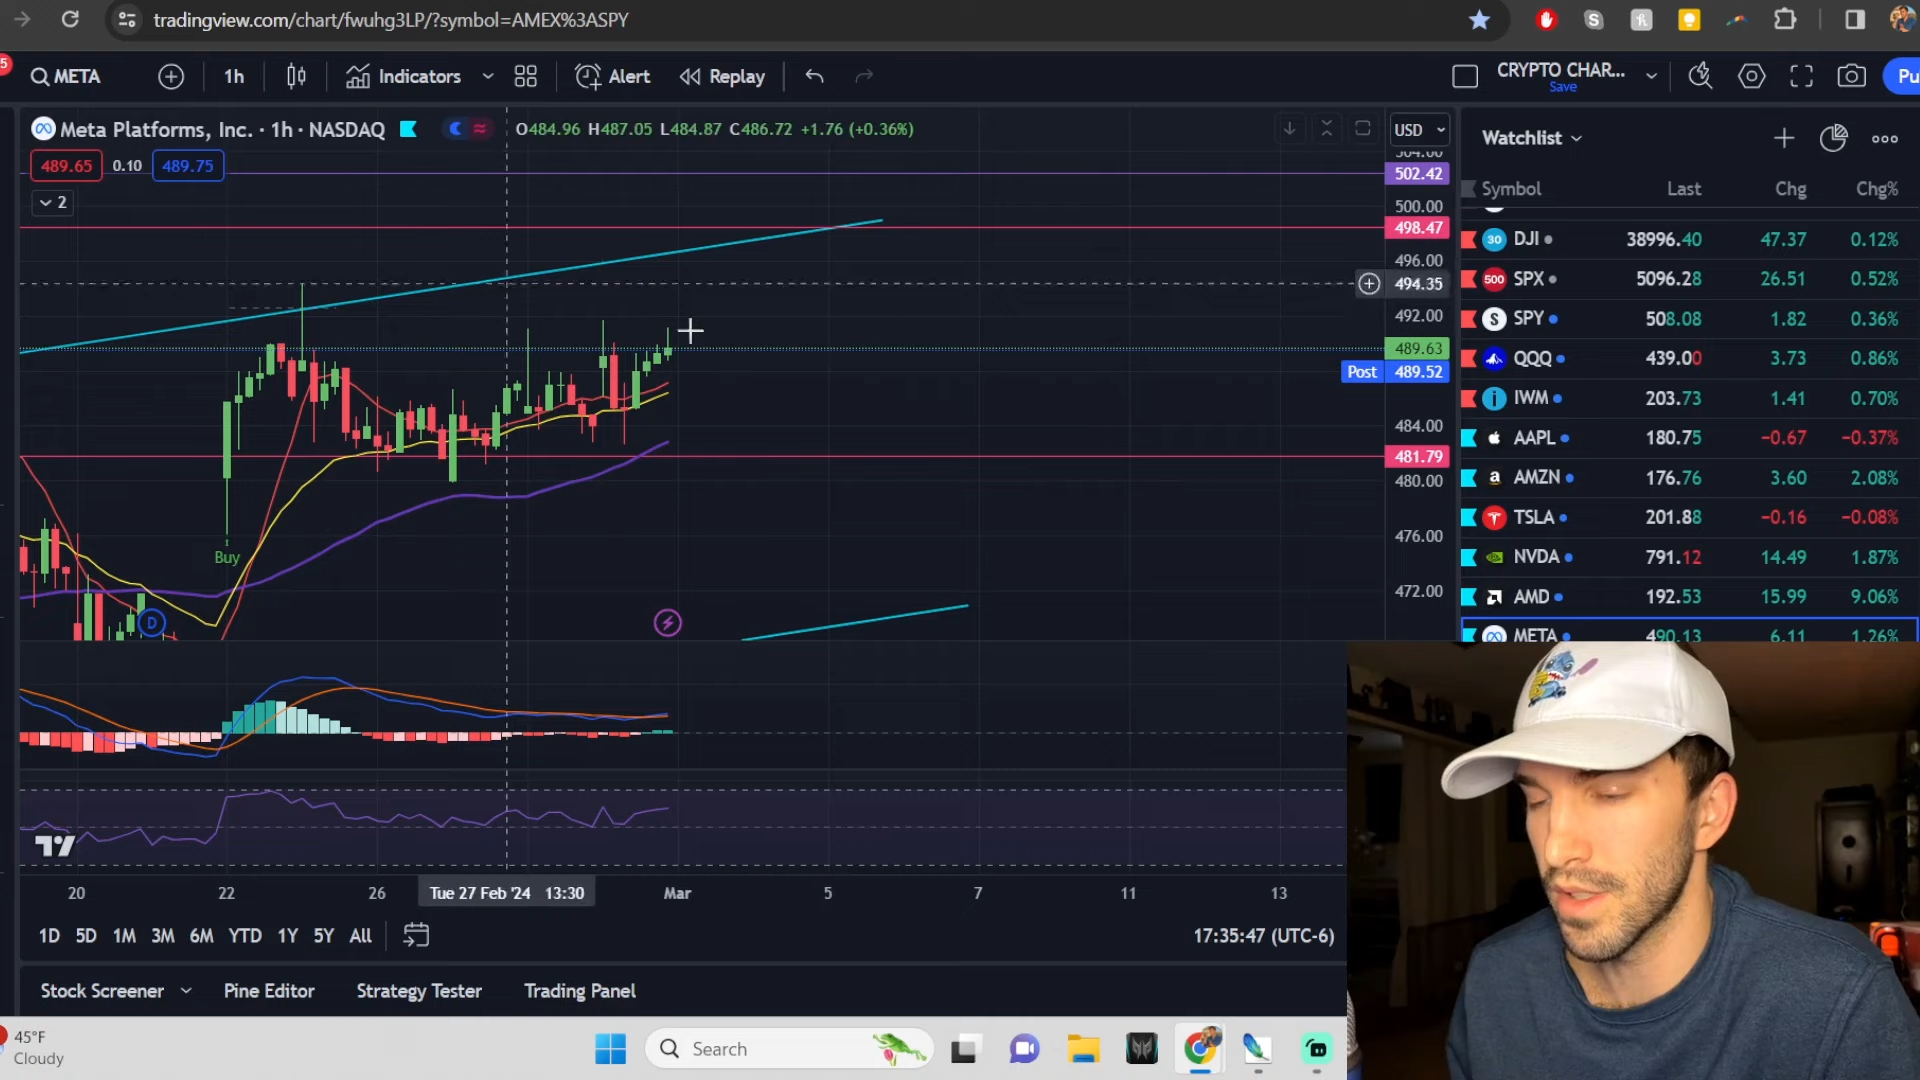 tradingview.com/chart/fwuhg3LP/?symbol=AMEX%3ASPY
5
META 1h Indicators Alert Replay CRYPTO CHAR... Save Pu
Meta Platforms, Inc. · 1h · NASDAQ O484.96 H487.05 L484.87 C486.72 +1.76 (+0.36%) USD
489.65 0.10 489.75
2
502.42
500.00
498.47
496.00
494.35
492.00
489.63
Post 489.52
484.00
481.79
480.00
476.00
472.00
Buy
D
Watchlist
Symbol Last Chg Chg%
30 DJI 38996.40 47.37 0.12%
500 SPX 5096.28 26.51 0.52%
S SPY 508.08 1.82 0.36%
QQQ 439.00 3.73 0.86%
IWM 203.73 1.41 0.70%
AAPL 180.75 −0.67 −0.37%
a AMZN 176.76 3.60 2.08%
TSLA 201.88 −0.16 −0.08%
NVDA 791.12 14.49 1.87%
AMD 192.53 15.99 9.06%
META 490.13 6.11 1.26%
20 22 26 Tue 27 Feb '24 13:30 Mar 5 7 11 13
1D 5D 1M 3M 6M YTD 1Y 5Y All 17:35:47 (UTC-6)
Stock Screener Pine Editor Strategy Tester Trading Panel
45°F
Cloudy
Search